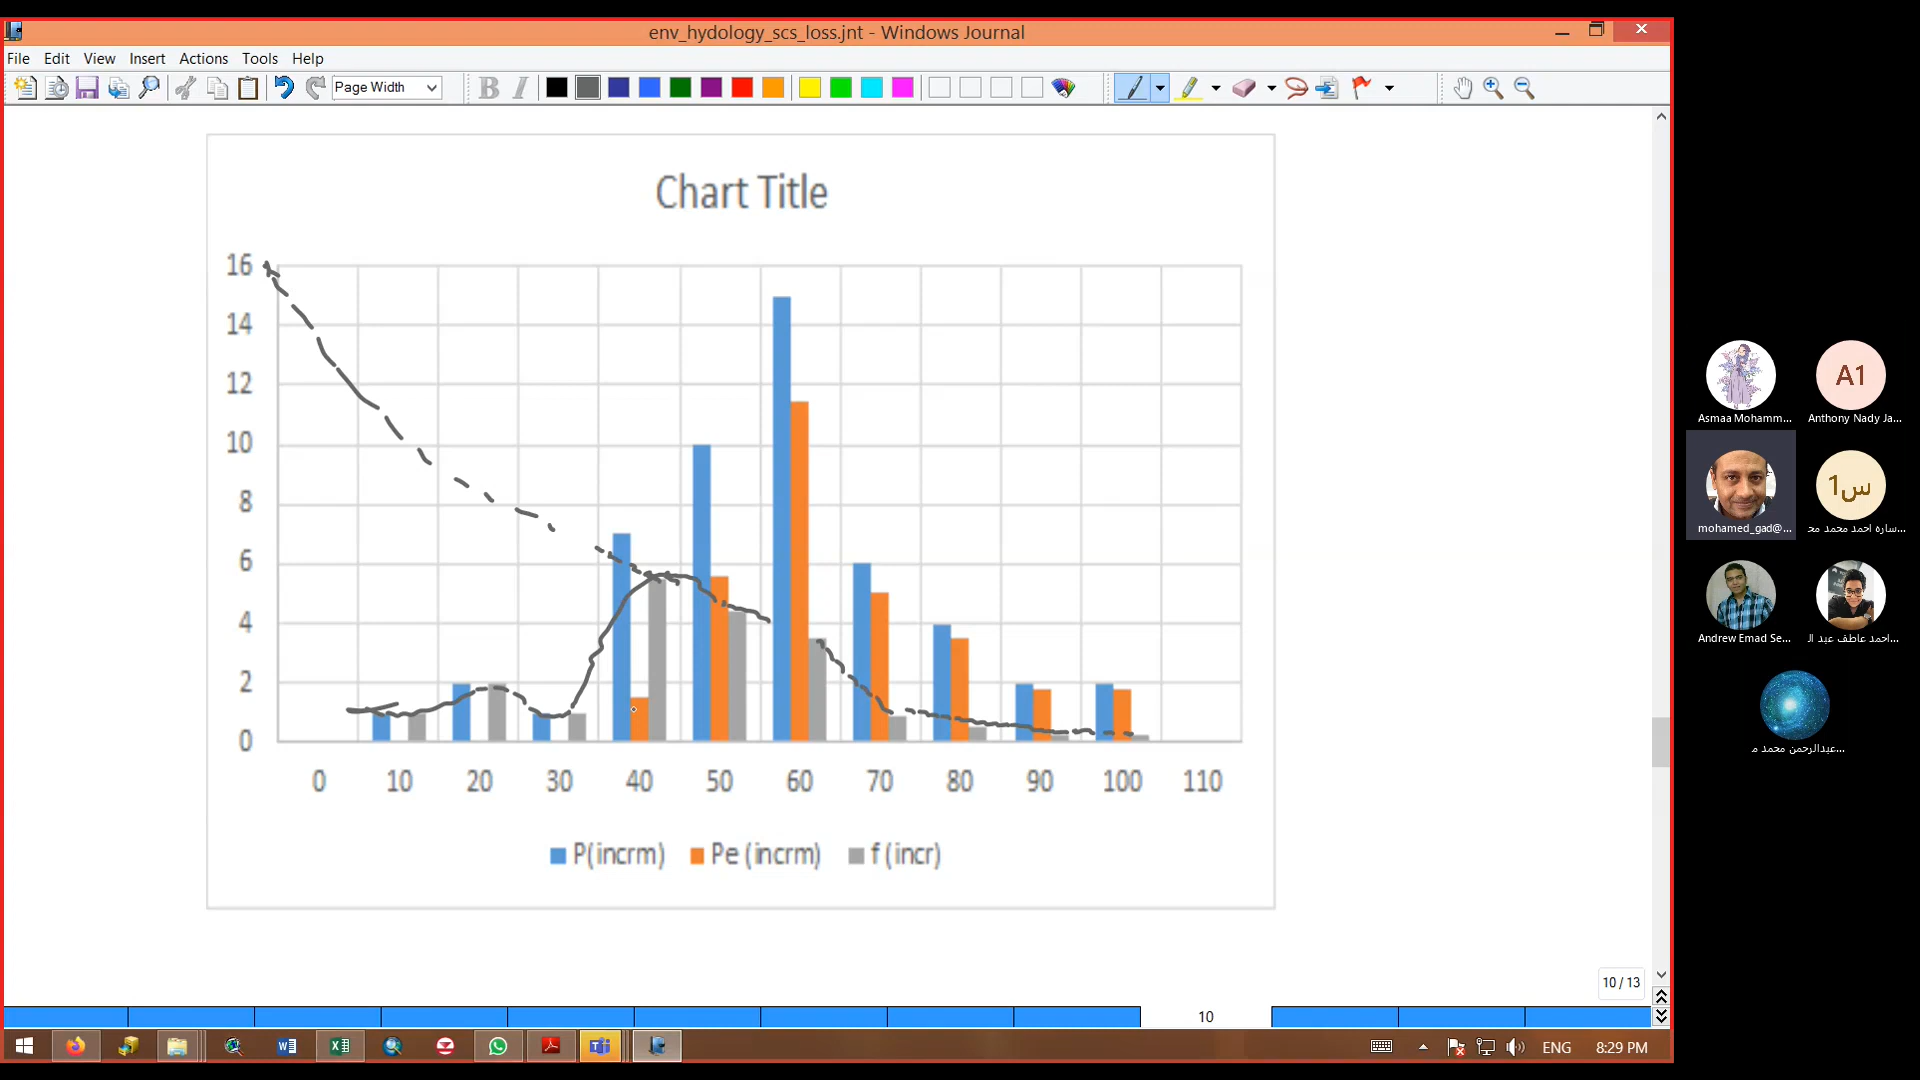 env_hydology_scs_loss.jnt - Windows Journal
File Edit View Insert Actions Tools Help
Page Width
B I
Chart Title
16
14
12
10
8
6
4
2
0
0 10 20 30 40 50 60 70 80 90 100 110
P(incrm) Pe (incrm) f (incr)
10 / 13
10
ENG 8:29 PM
Asmaa Mohamm...
A1
Anthony Nady Ja...
mohamed_gad@...
س1
ساره احمد محمد مح...
Andrew Emad Se...
احمد عاطف عبد ال...
عبدالرحمن محمد م...